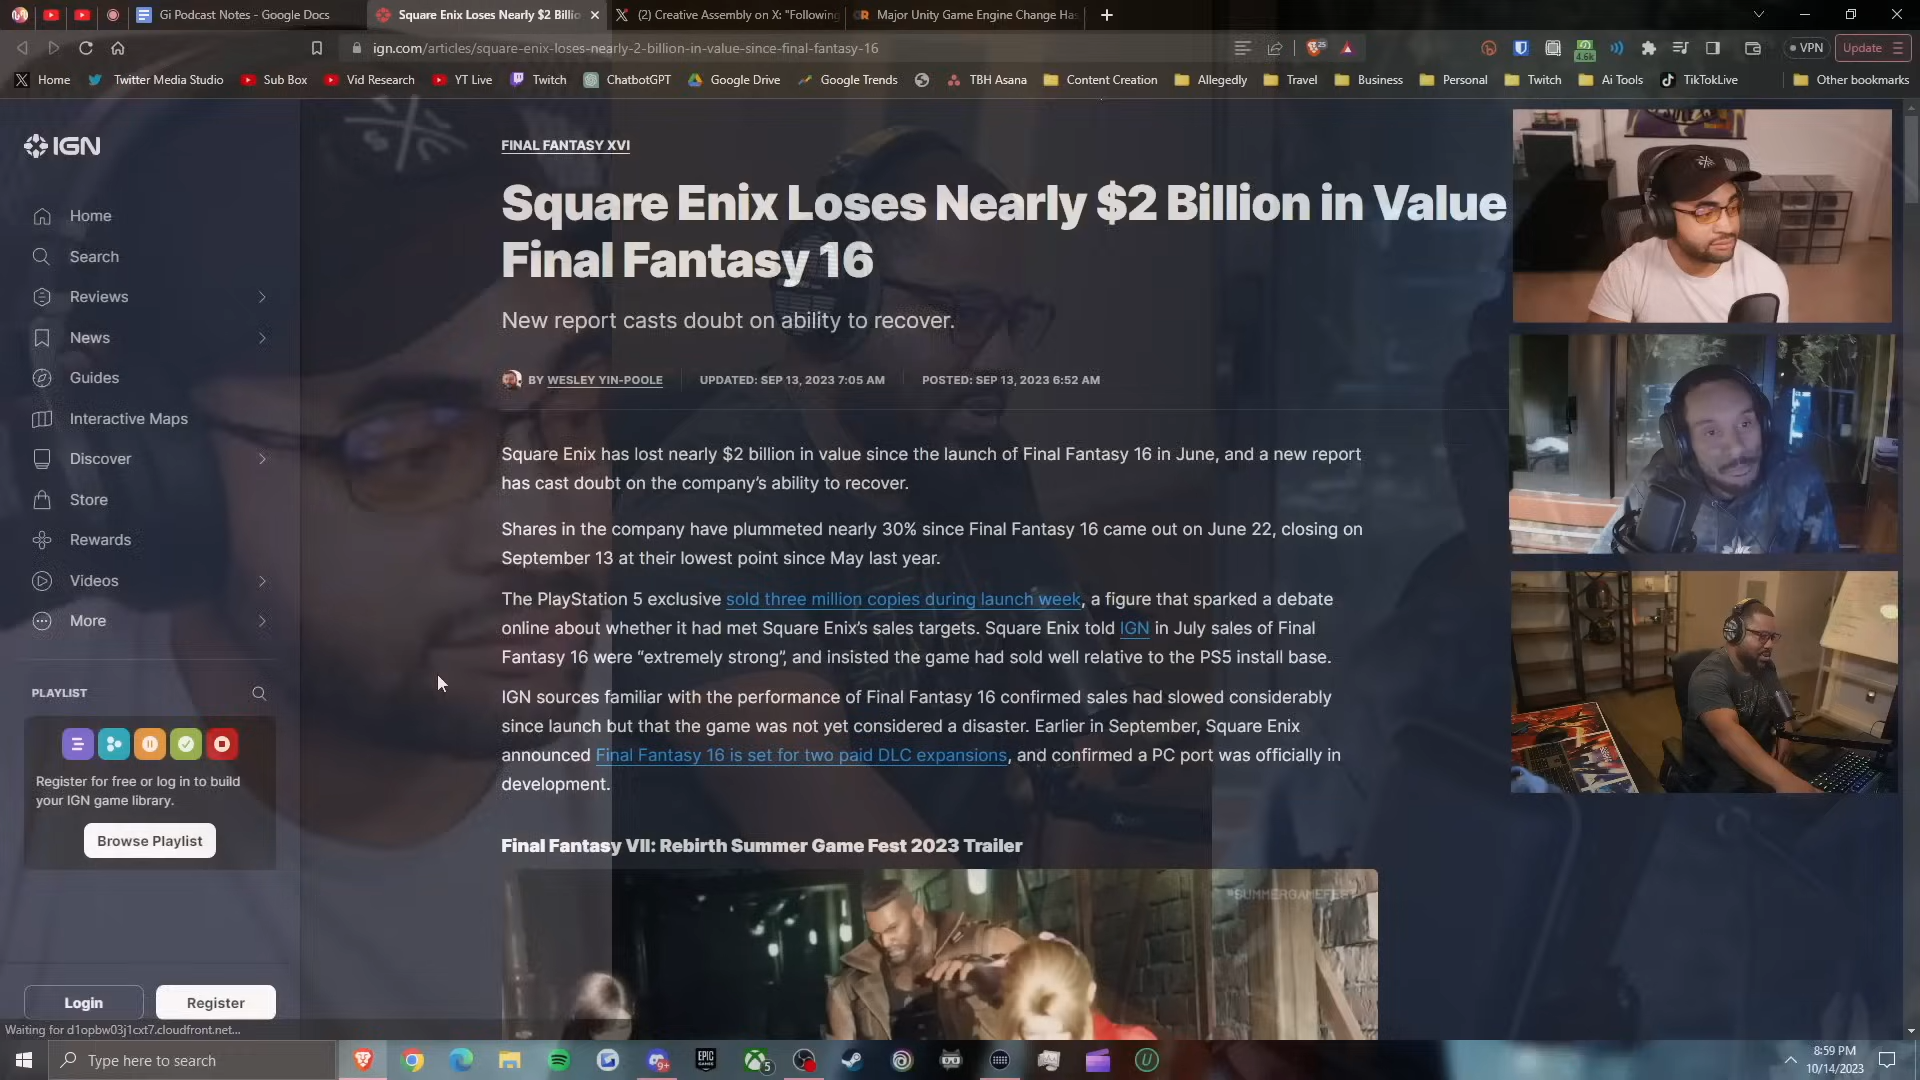 Gi Podcast Notes - Google Docs
Square Enix Loses Nearly $2 Billio
(2) Creative Assembly on X: "Following
Major Unity Game Engine Change Ha
ign.com/articles/square-enix-loses-nearly-2-billion-in-value-since-final-fantasy-16
25
4.6k
VPN
Update
Home
Twitter Media Studio
Sub Box
Vid Research
YT Live
Twitch
ChatbotGPT
Google Drive
Google Trends
TBH Asana
Content Creation
Allegedly
Travel
Business
Personal
Twitch
Ai Tools
TikTokLive
Other bookmarks
IGN
Home
Search
Reviews
News
Guides
Interactive Maps
Discover
Store
Rewards
Videos
More
PLAYLIST
Register for free or log in to build
your IGN game library.
Browse Playlist
Login
Register
FINAL FANTASY XVI
Square Enix Loses Nearly $2 Billion in Value
Final Fantasy 16
New report casts doubt on ability to recover.
BY WESLEY YIN-POOLE
UPDATED: SEP 13, 2023 7:05 AM
POSTED: SEP 13, 2023 6:52 AM
Square Enix has lost nearly $2 billion in value since the launch of Final Fantasy 16 in June, and a new report
has cast doubt on the company’s ability to recover.
Shares in the company have plummeted nearly 30% since Final Fantasy 16 came out on June 22, closing on
September 13 at their lowest point since May last year.
The PlayStation 5 exclusive sold three million copies during launch week, a figure that sparked a debate
online about whether it had met Square Enix’s sales targets. Square Enix told IGN in July sales of Final
Fantasy 16 were “extremely strong”, and insisted the game had sold well relative to the PS5 install base.
IGN sources familiar with the performance of Final Fantasy 16 confirmed sales had slowed considerably
since launch but that the game was not yet considered a disaster. Earlier in September, Square Enix
announced Final Fantasy 16 is set for two paid DLC expansions, and confirmed a PC port was officially in
development.
Final Fantasy VII: Rebirth Summer Game Fest 2023 Trailer
#SUMMERGAMEFEST
Waiting for d1opbw03j1cxt7.cloudfront.net...
Type here to search
9+
EPIC
GAMES
5
8:59 PM
10/14/2023